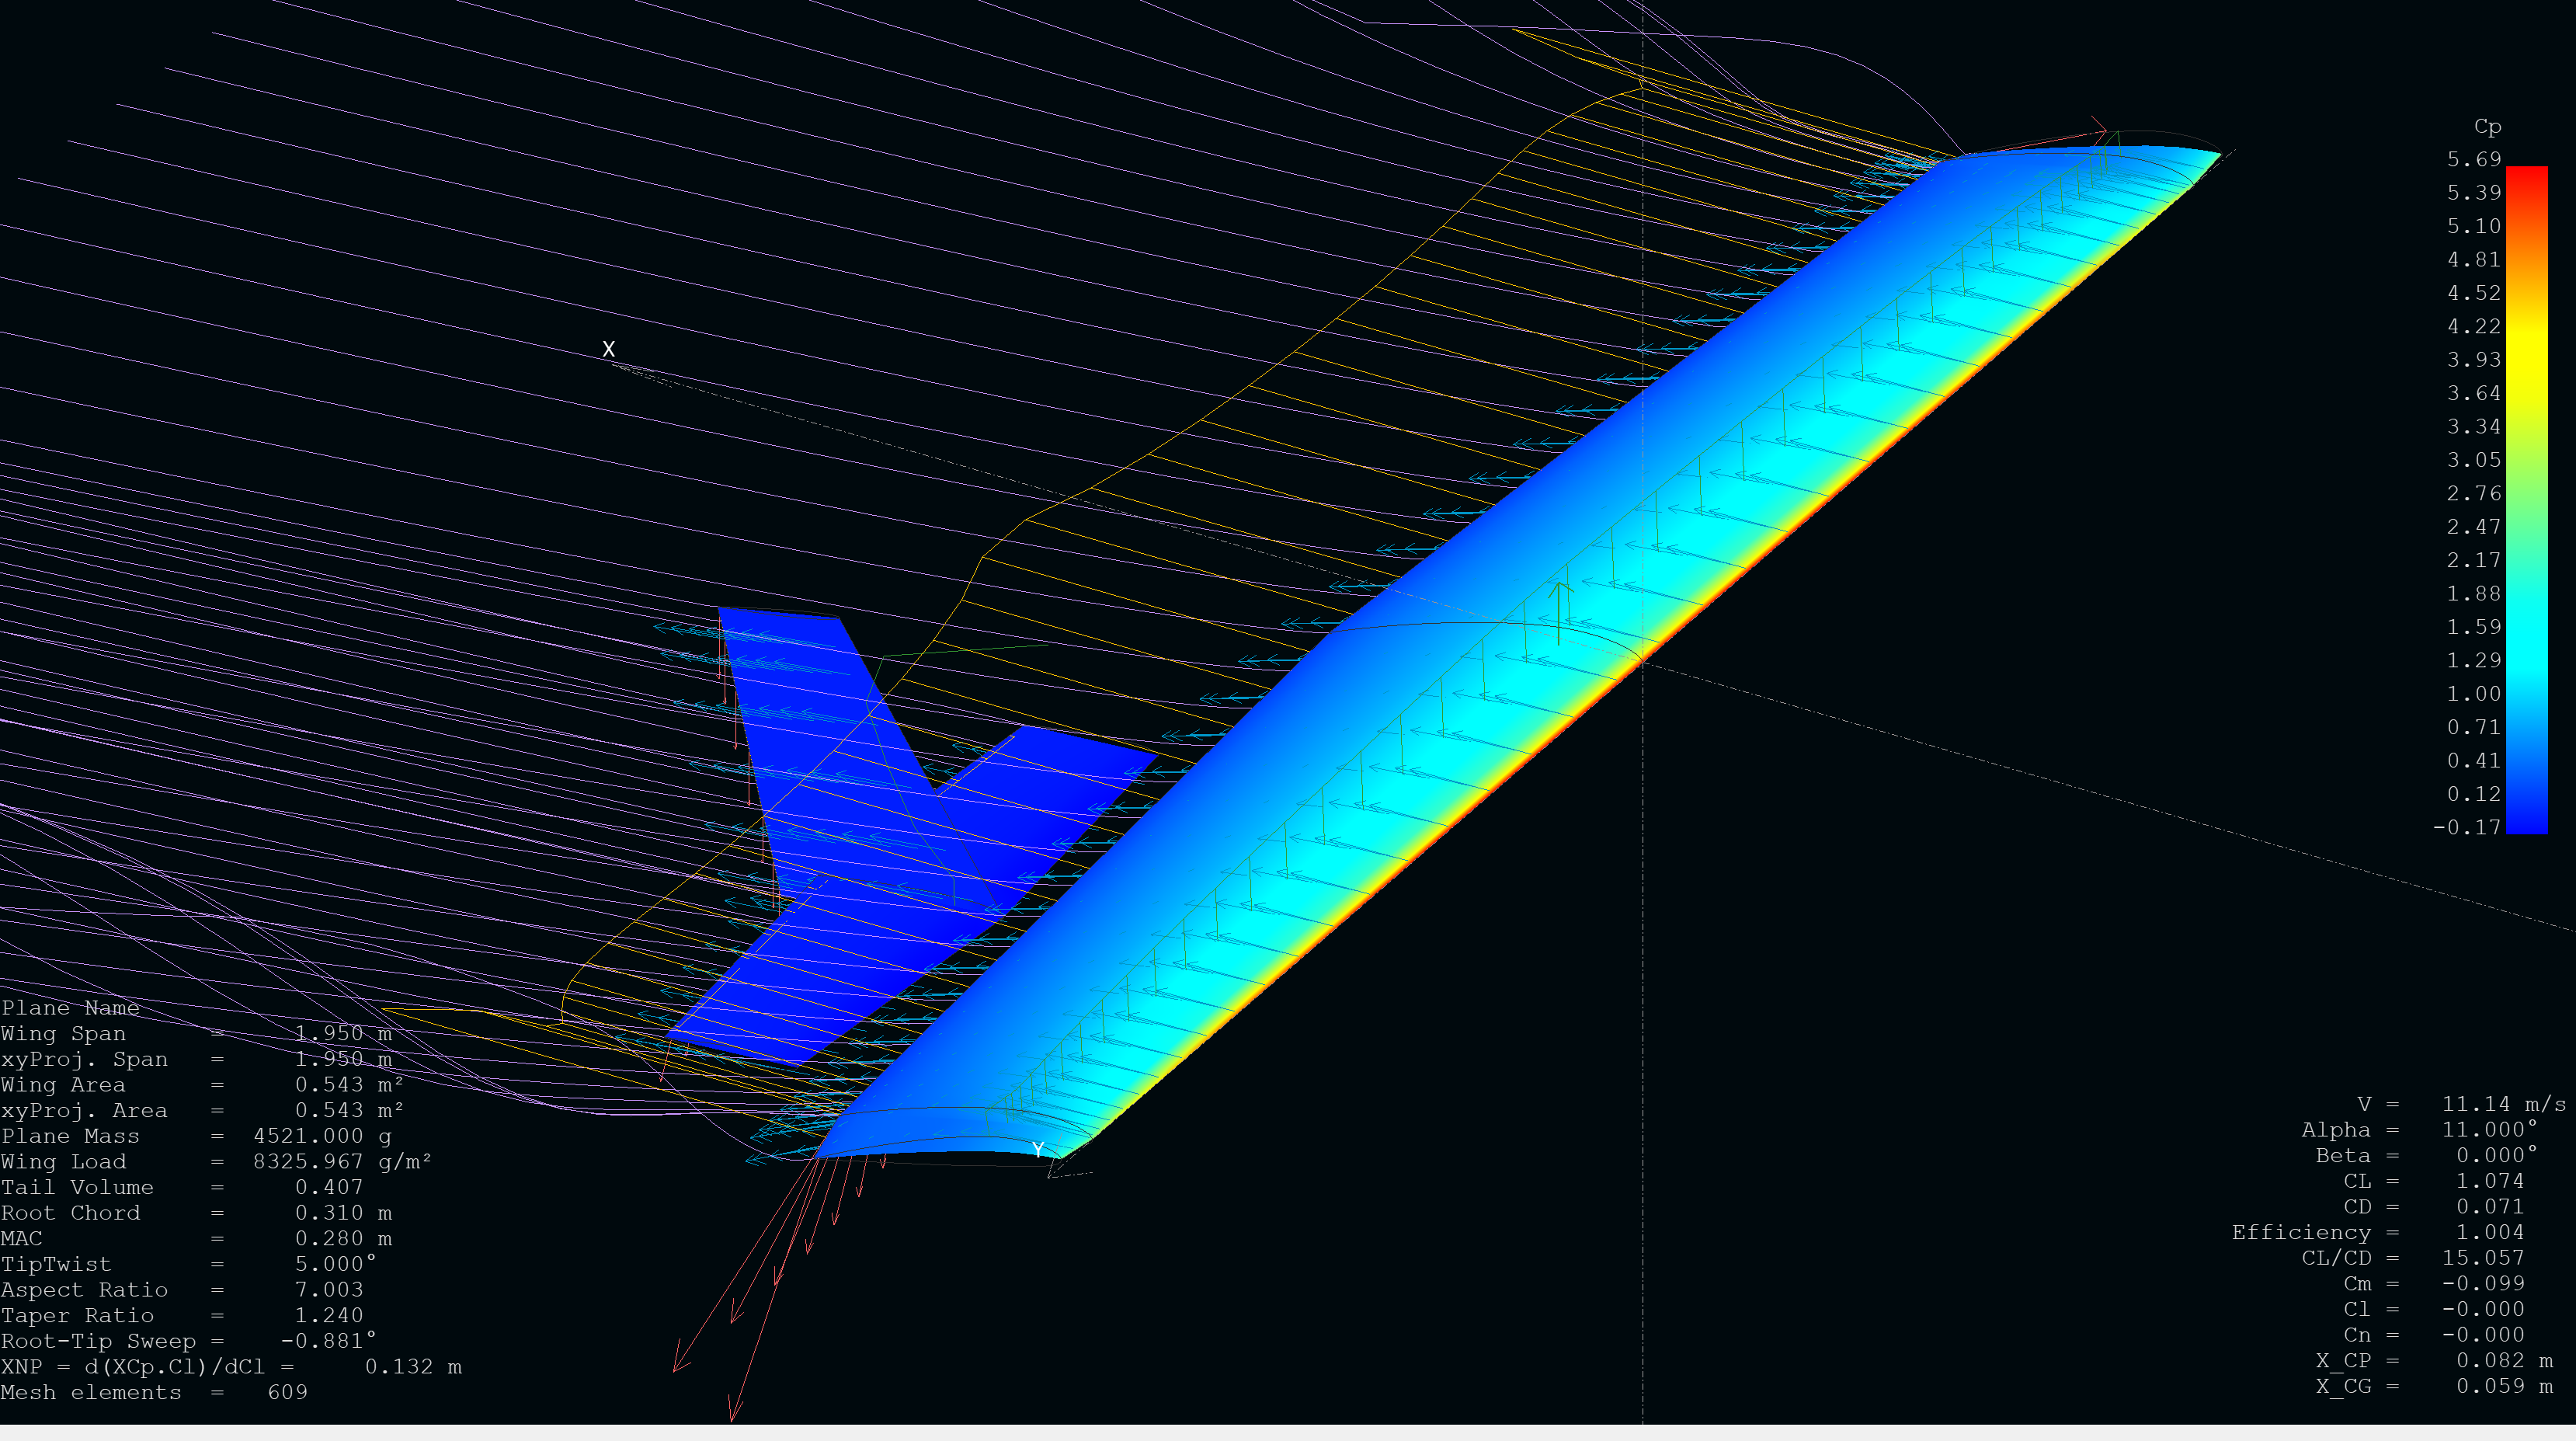 Cp
5.69
5.39
5.10
4.81
4.52
4.22
3.93
3.64
3.34
3.05
2.76
2.47
2.17
1.88
1.59
1.29
1.00
0.71
0.41
0.12
-0.17
X
Y
Plane Name
Wing Span = 1.950 m
xyProj. Span = 1.950 m
Wing Area = 0.543 m²
xyProj. Area = 0.543 m²
Plane Mass = 4521.000 g
Wing Load = 8325.967 g/m²
Tail Volume = 0.407
Root Chord = 0.310 m
MAC = 0.280 m
TipTwist = 5.000°
Aspect Ratio = 7.003
Taper Ratio = 1.240
Root-Tip Sweep = -0.881°
XNP = d(XCp.Cl)/dCl = 0.132 m
Mesh elements = 609
V = 11.14 m/s
Alpha = 11.000°
Beta = 0.000°
CL = 1.074
CD = 0.071
Efficiency = 1.004
CL/CD = 15.057
Cm = -0.099
Cl = -0.000
Cn = -0.000
X_CP = 0.082 m
X_CG = 0.059 m